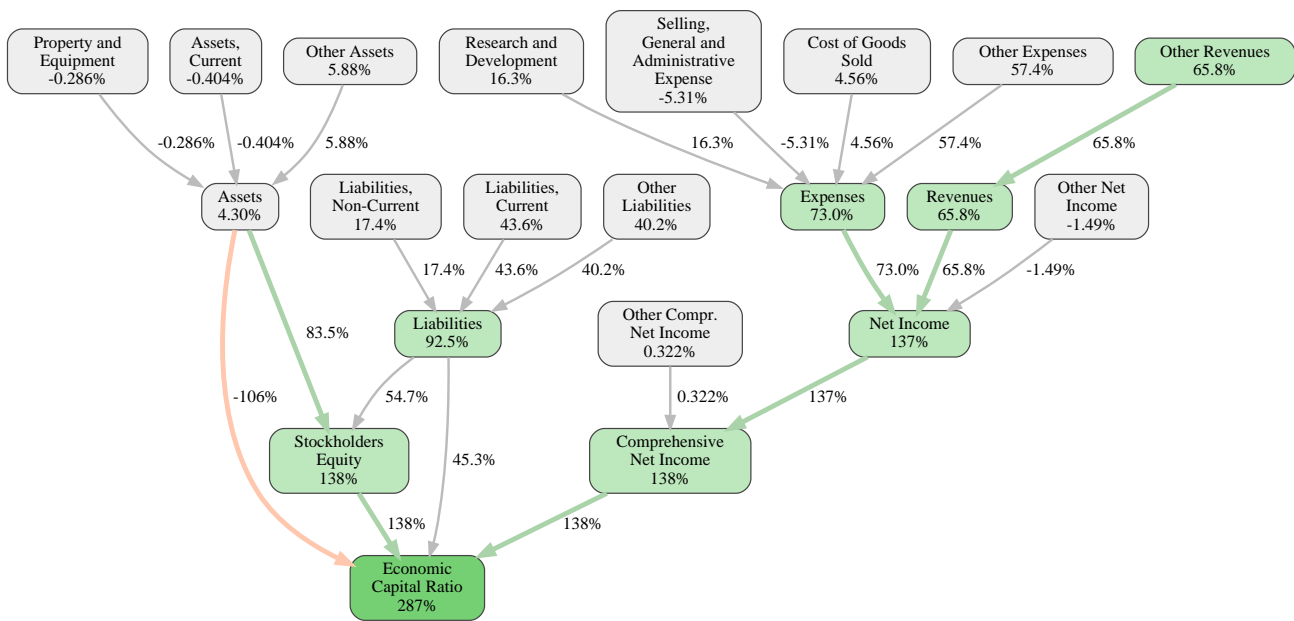 Property and
Equipment
-0.286%
Assets,
Current
-0.404%
Other Assets
5.88%
Research and
Development
16.3%
Selling,
General and
Administrative
Expense
-5.31%
Cost of Goods
Sold
4.56%
Other Expenses
57.4%
Other Revenues
65.8%
-0.286%
-0.404%
5.88%
16.3%
-5.31%
4.56%
57.4%
65.8%
Assets
4.30%
Liabilities,
Non-Current
17.4%
Liabilities,
Current
43.6%
Other
Liabilities
40.2%
Expenses
73.0%
Revenues
65.8%
Other Net
Income
-1.49%
17.4%
43.6%
40.2%
73.0%
65.8%
-1.49%
83.5%
Liabilities
92.5%
Other Compr.
Net Income
0.322%
Net Income
137%
-106%
54.7%
0.322%
137%
Stockholders
Equity
138%
45.3%
Comprehensive
Net Income
138%
138%
138%
Economic
Capital Ratio
287%